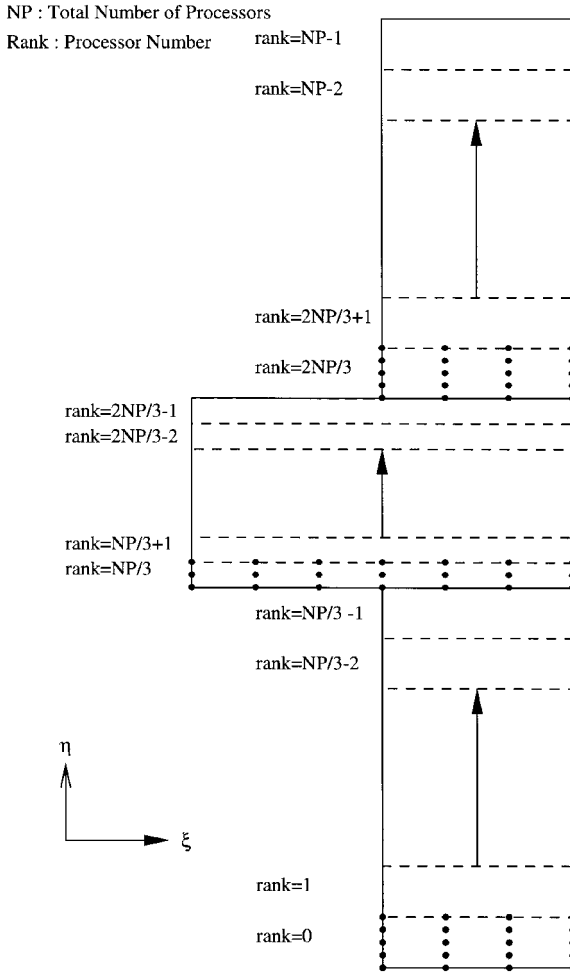 NP : Total Number of Processors
Rank : Processor Number
rank=NP-1
rank=NP-2
rank=2NP/3+1
rank=2NP/3
rank=2NP/3-1
rank=2NP/3-2
rank=NP/3+1
rank=NP/3
rank=NP/3 -1
rank=NP/3-2
η
ξ
rank=1
rank=0